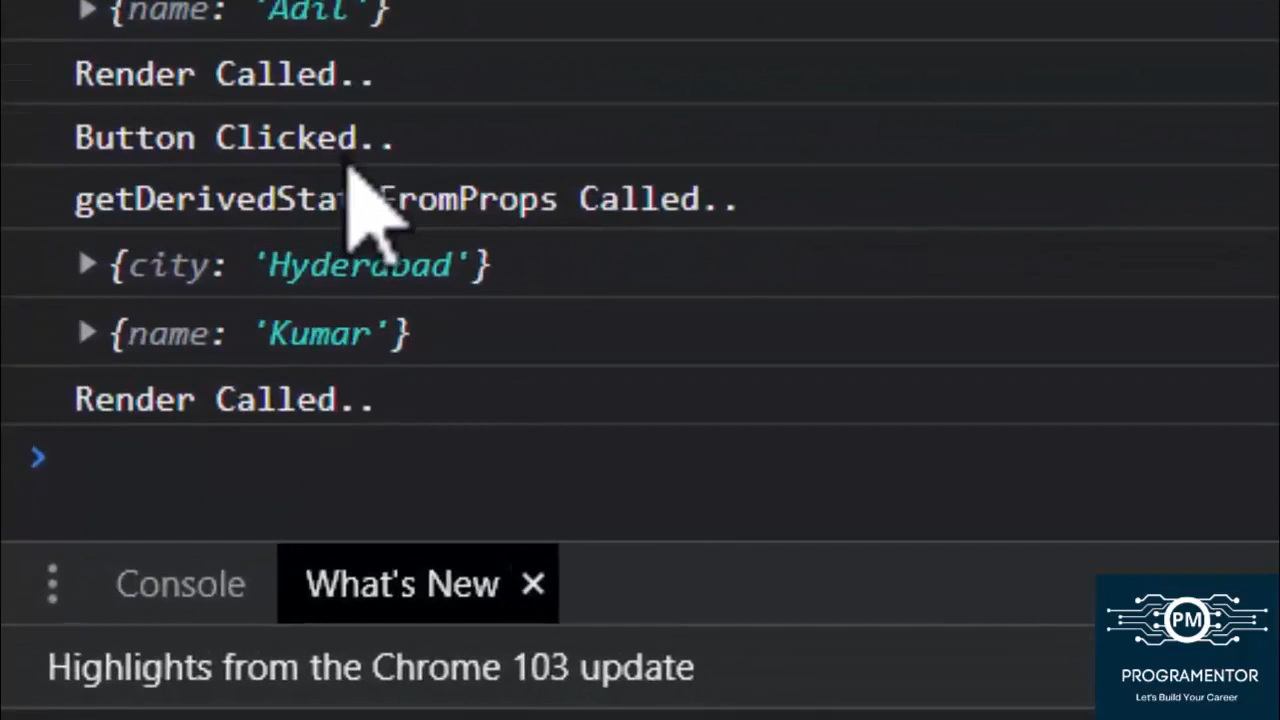 {name: 'Adil'}
Render Called..
Button Clicked..
getDerivedStateFromProps Called..
{city: 'Hyderabad'}
{name: 'Kumar'}
Render Called..
Console
What's New
Highlights from the Chrome 103 update
PM
PROGRAMENTOR
Let's Build Your Career